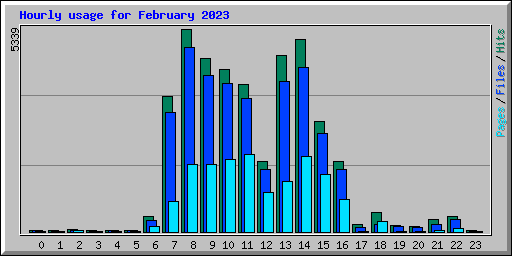 Hourly usage for February 2023
5339
Pages / Files / Hits
0 1 2 3 4 5 6 7 8 9 10 11 12 13 14 15 16 17 18 19 20 21 22 23